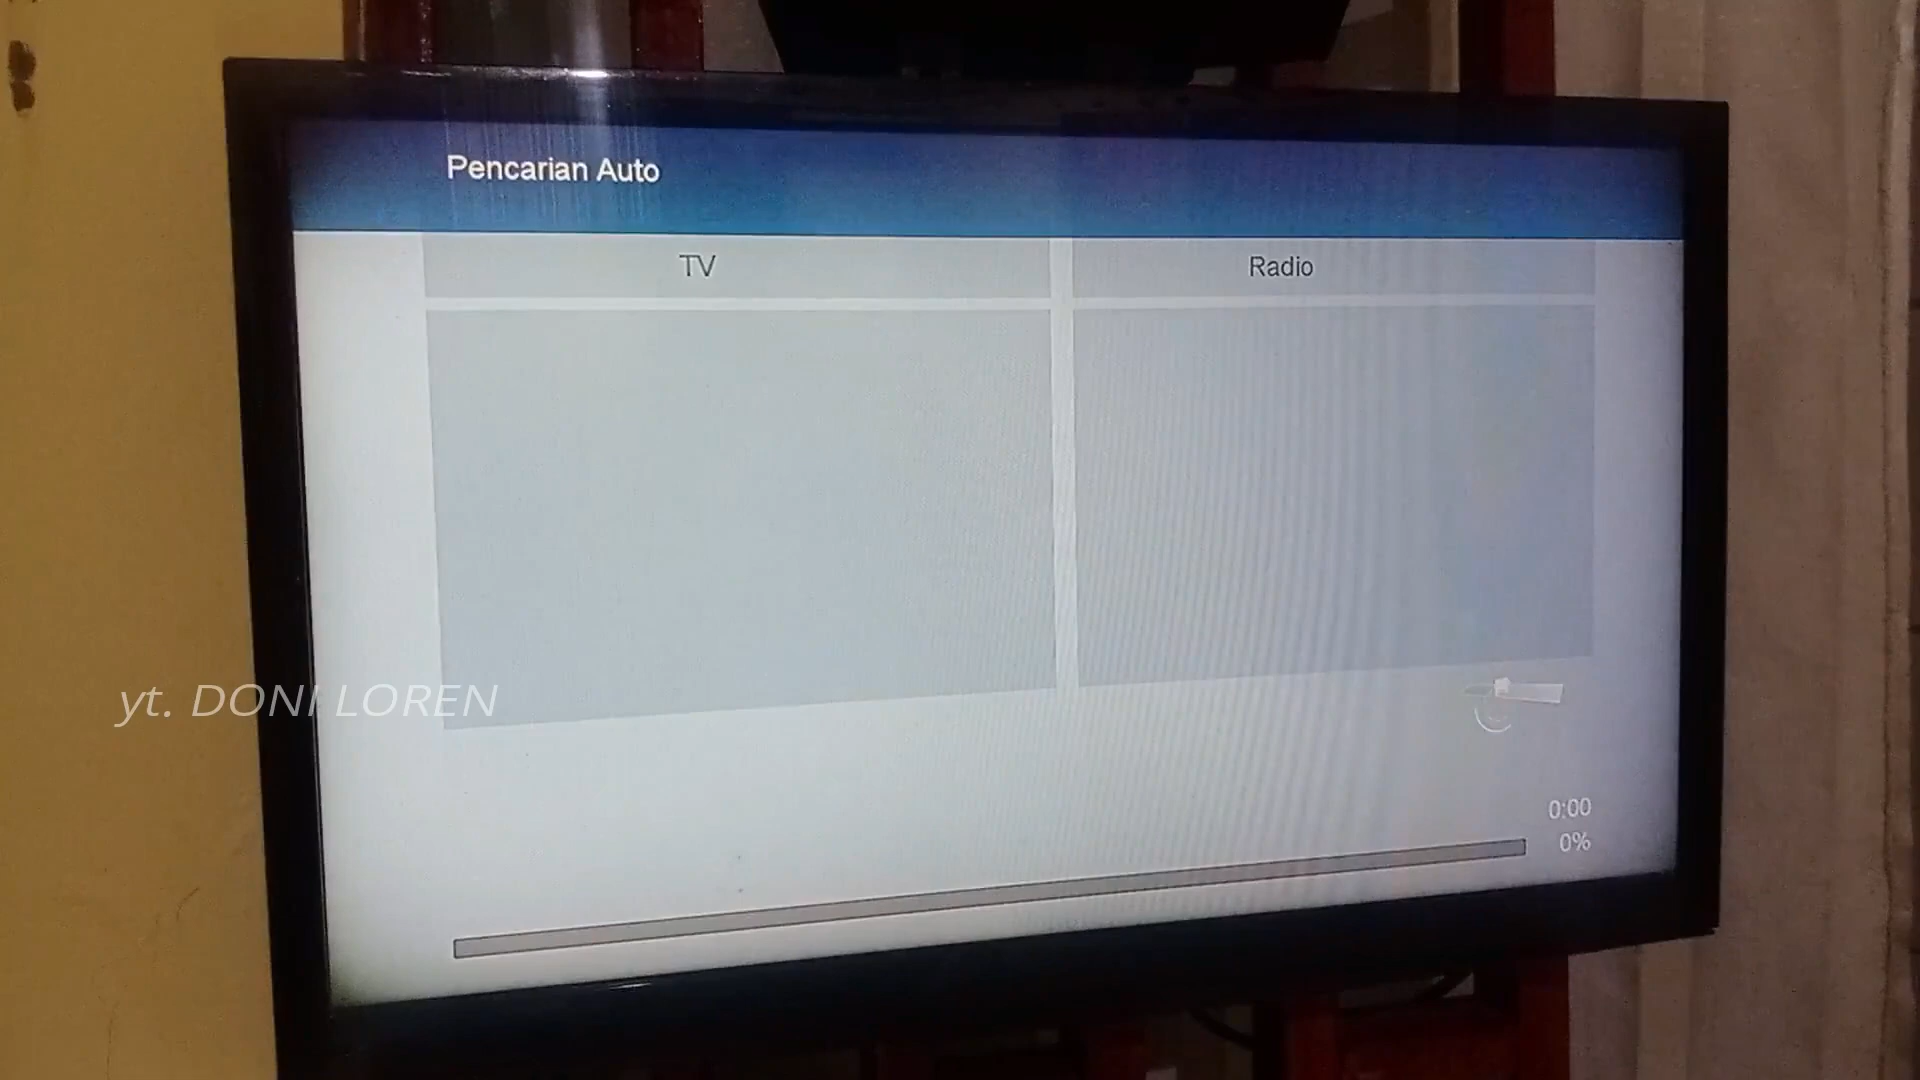 Pencarian Auto
TV
Radio
yt. DONI LOREN
0:00
0%